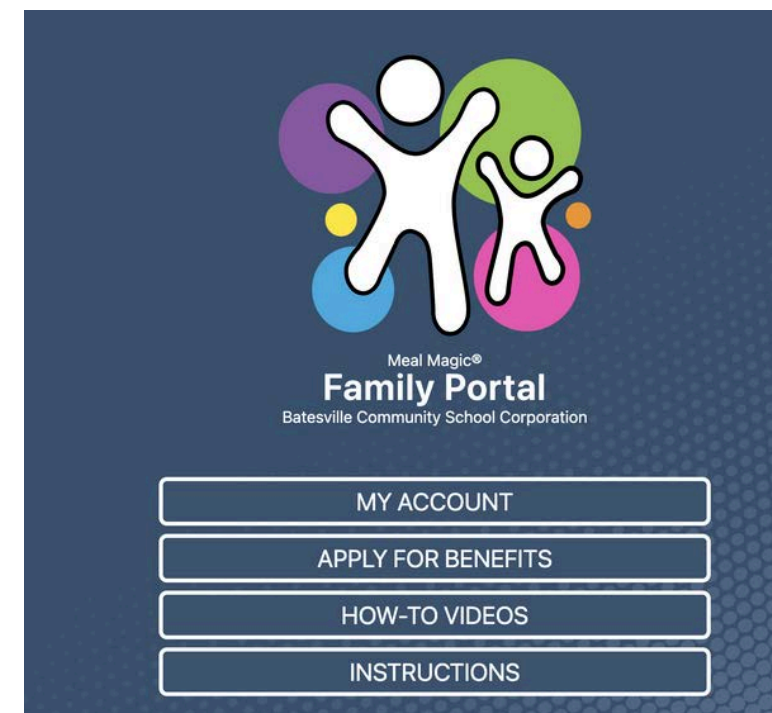 Meal Magic®
Family Portal
Batesville Community School Corporation
MY ACCOUNT
APPLY FOR BENEFITS
HOW-TO VIDEOS
INSTRUCTIONS